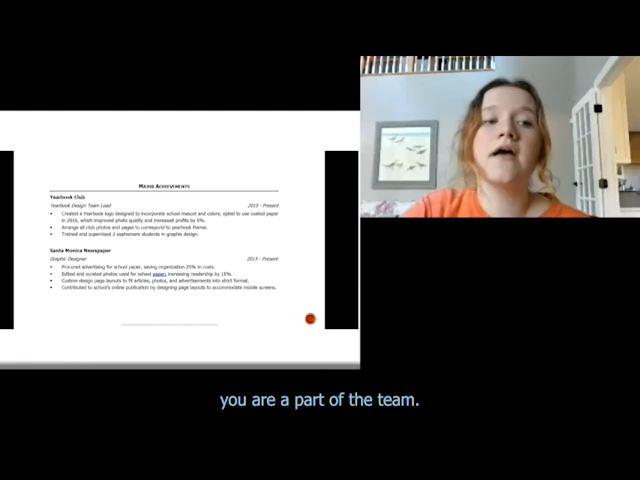 MAJOR ACHIEVEMENTS
Yearbook Club
Yearbook Design Team Lead 2015 - Present
• Created a Yearbook logo designed to incorporate school mascot and colors; opted to use coated paper
in 2016, which improved photo quality and increased profits by 5%.
• Arrange all club photos and pages to correspond to yearbook theme.
• Trained and supervised 2 sophomore students in graphic design.
Santa Monica Newspaper
Graphic Designer 2015 - Present
• Procured advertising for school paper, saving organization 25% in costs.
• Edited and curated photos used for school paper; increasing readership by 15%.
• Custom design page layouts to fit articles, photos, and advertisements into strict format.
• Contributed to school's online publication by designing page layouts to accommodate mobile screens.
you are a part of the team.